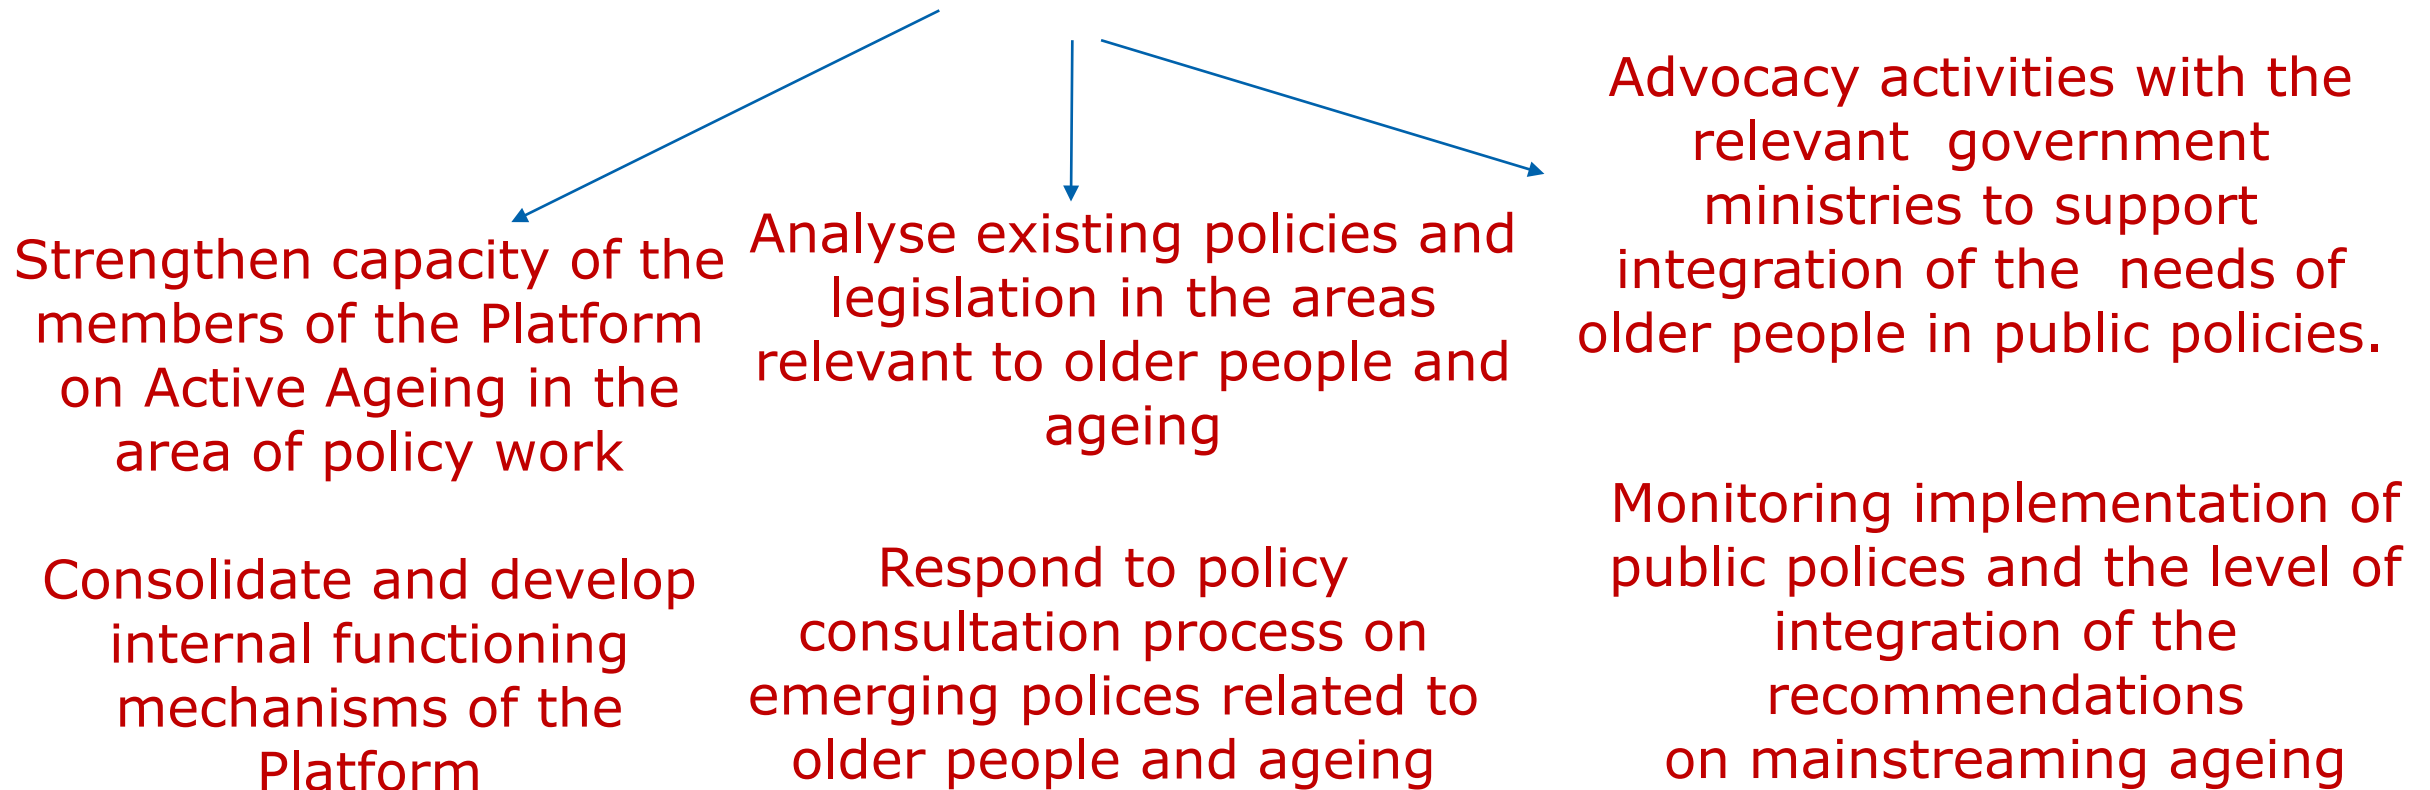 Strengthen capacity of the
members of the Platform
on Active Ageing in the
area of policy work
Consolidate and develop
internal functioning
mechanisms of the
Platform
Analyse existing policies and
legislation in the areas
relevant to older people and
ageing
Respond to policy
consultation process on
emerging polices related to
older people and ageing
Advocacy activities with the
relevant  government
ministries to support
integration of the  needs of
older people in public policies.
Monitoring implementation of
public polices and the level of
integration of the
recommendations
on mainstreaming ageing